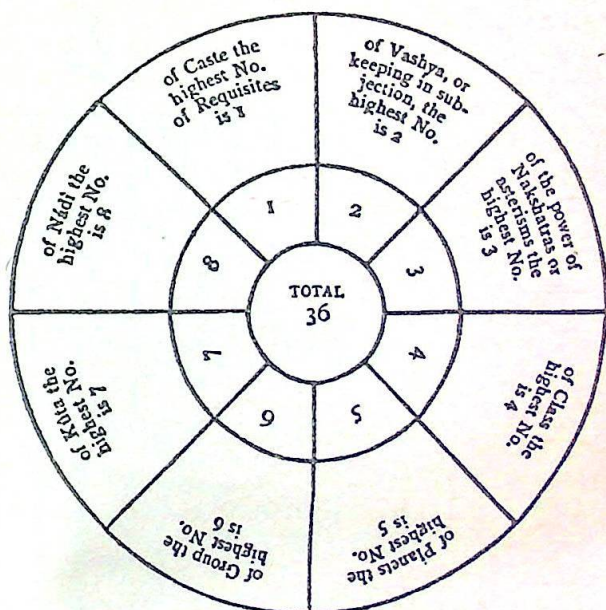 of Caste the
highest No.
of Requisites
is 1
of Vashya, or
keeping in sub-
jection, the
highest No.
is 2
of the power of
Nakshatras or
asterisms the
highest No.
is 3
of Class the
highest No.
is 4
of Planets the
highest No.
is 5
of Group the
highest No.
is 6
of Kūta the
highest No.
is 7
of Nādi the
highest No.
is 8
1
2
3
4
5
6
7
8
TOTAL
36